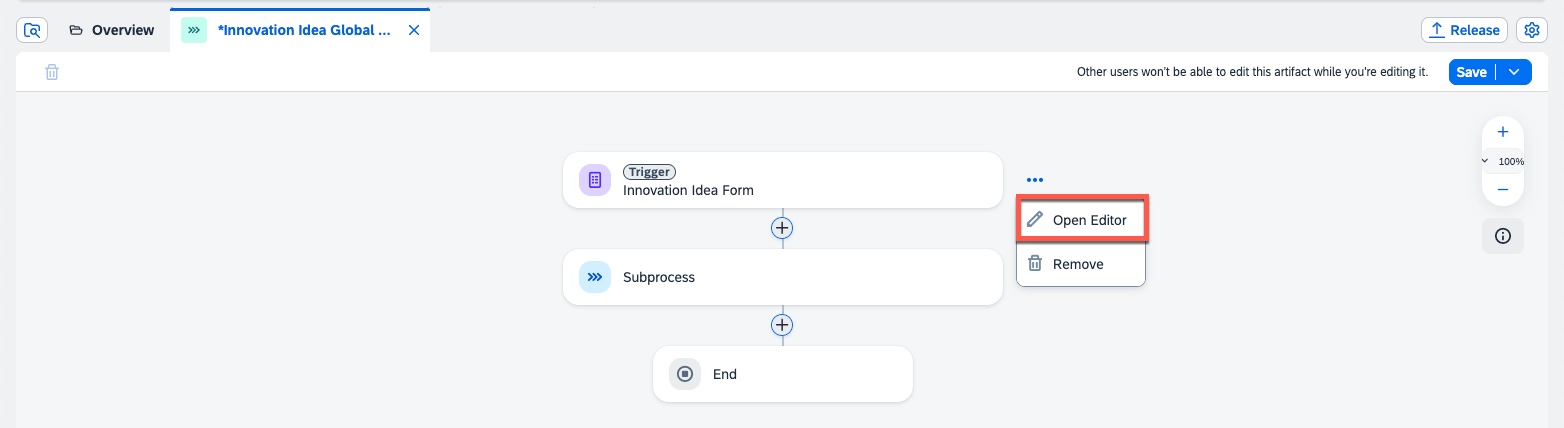 Overview
*Innovation Idea Global ...
Release
Other users won't be able to edit this artifact while you're editing it.
Save
Trigger
Innovation Idea Form
Open Editor
Remove
100%
Subprocess
End